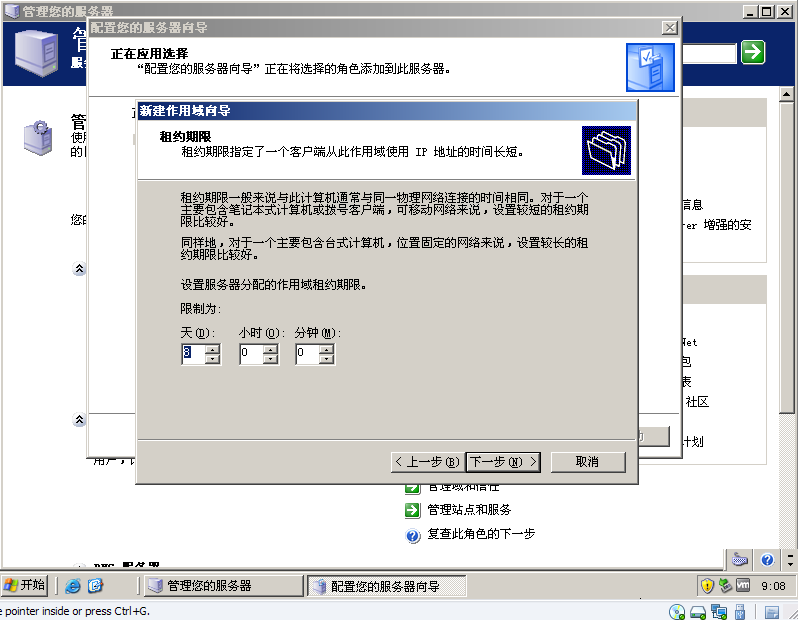 管理您的服务器
配置您的服务器向导
正在应用选择
“配置您的服务器向导”正在将选择的角色添加到此服务器。
新建作用域向导
租约期限
租约期限指定了一个客户端从此作用域使用 IP 地址的时间长短。
租约期限一般来说与此计算机通常与同一物理网络连接的时间相同。对于一个
主要包含笔记本式计算机或拨号客户端，可移动网络来说，设置较短的租约期
限比较好。
同样地，对于一个主要包含台式计算机，位置固定的网络来说，设置较长的租
约期限比较好。
设置服务器分配的作用域租约期限。
限制为:
天(D): 小时(O): 分钟(M):
8 0 0
< 上一步(B) 下一步(N) > 取消
信息
er 增强的安
Net
包
表
社区
计划
管理域和信任
管理站点和服务
复查此角色的下一步
开始 管理您的服务器 配置您的服务器向导 9:08
e pointer inside or press Ctrl+G.